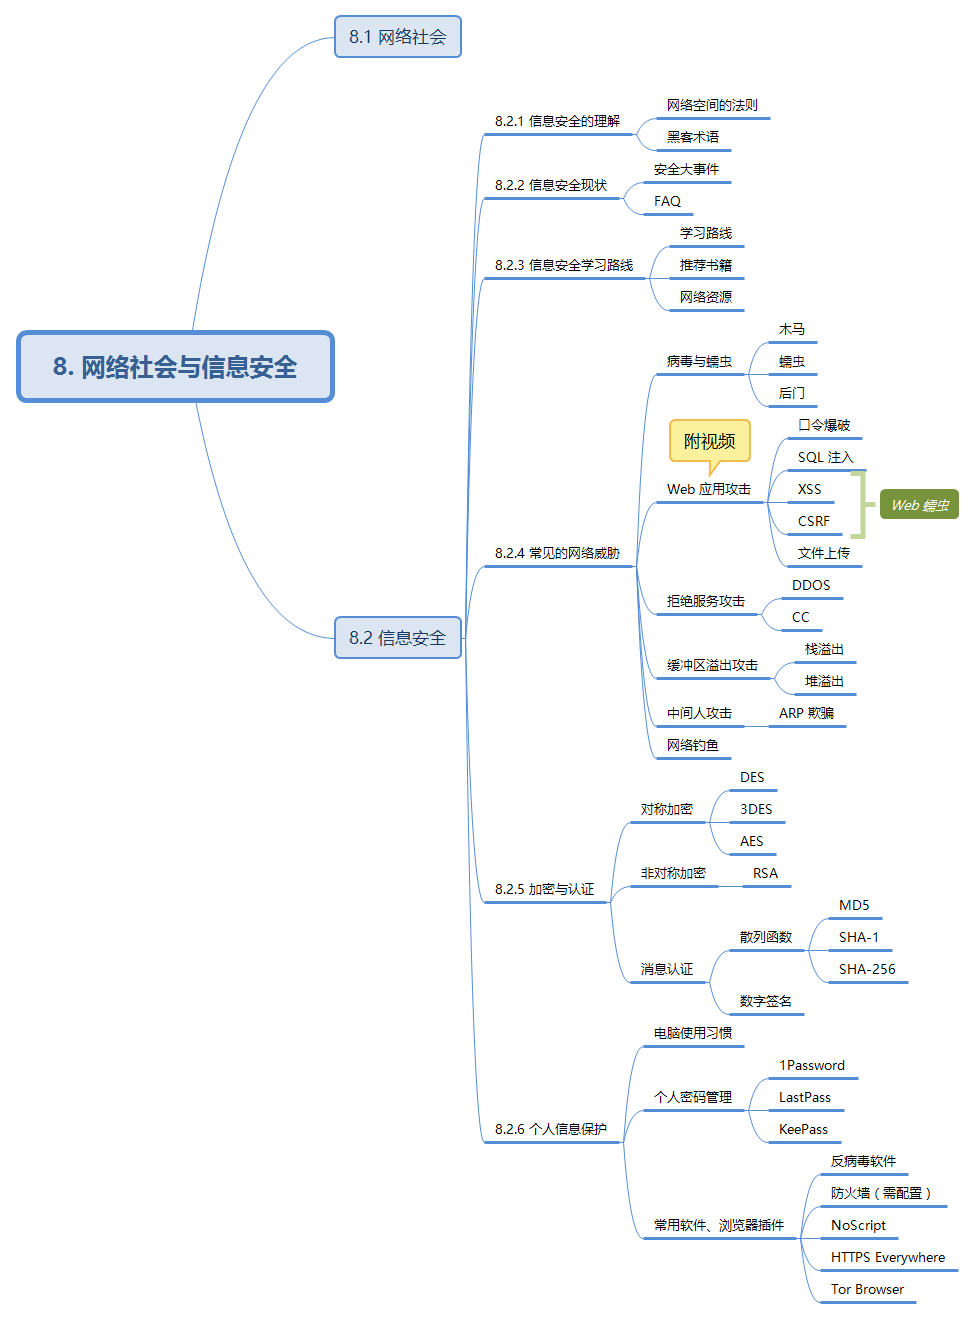 8. 网络社会与信息安全
8.1 网络社会
8.2 信息安全
8.2.1 信息安全的理解
网络空间的法则
黑客术语
8.2.2 信息安全现状
安全大事件
FAQ
8.2.3 信息安全学习路线
学习路线
推荐书籍
网络资源
8.2.4 常见的网络威胁
病毒与蠕虫
木马
蠕虫
后门
附视频
Web 应用攻击
口令爆破
SQL 注入
XSS
CSRF
文件上传
Web 蠕虫
拒绝服务攻击
DDOS
CC
缓冲区溢出攻击
栈溢出
堆溢出
中间人攻击
ARP 欺骗
网络钓鱼
8.2.5 加密与认证
对称加密
DES
3DES
AES
非对称加密
RSA
消息认证
散列函数
MD5
SHA-1
SHA-256
数字签名
8.2.6 个人信息保护
电脑使用习惯
个人密码管理
1Password
LastPass
KeePass
常用软件、浏览器插件
反病毒软件
防火墙（需配置）
NoScript
HTTPS Everywhere
Tor Browser